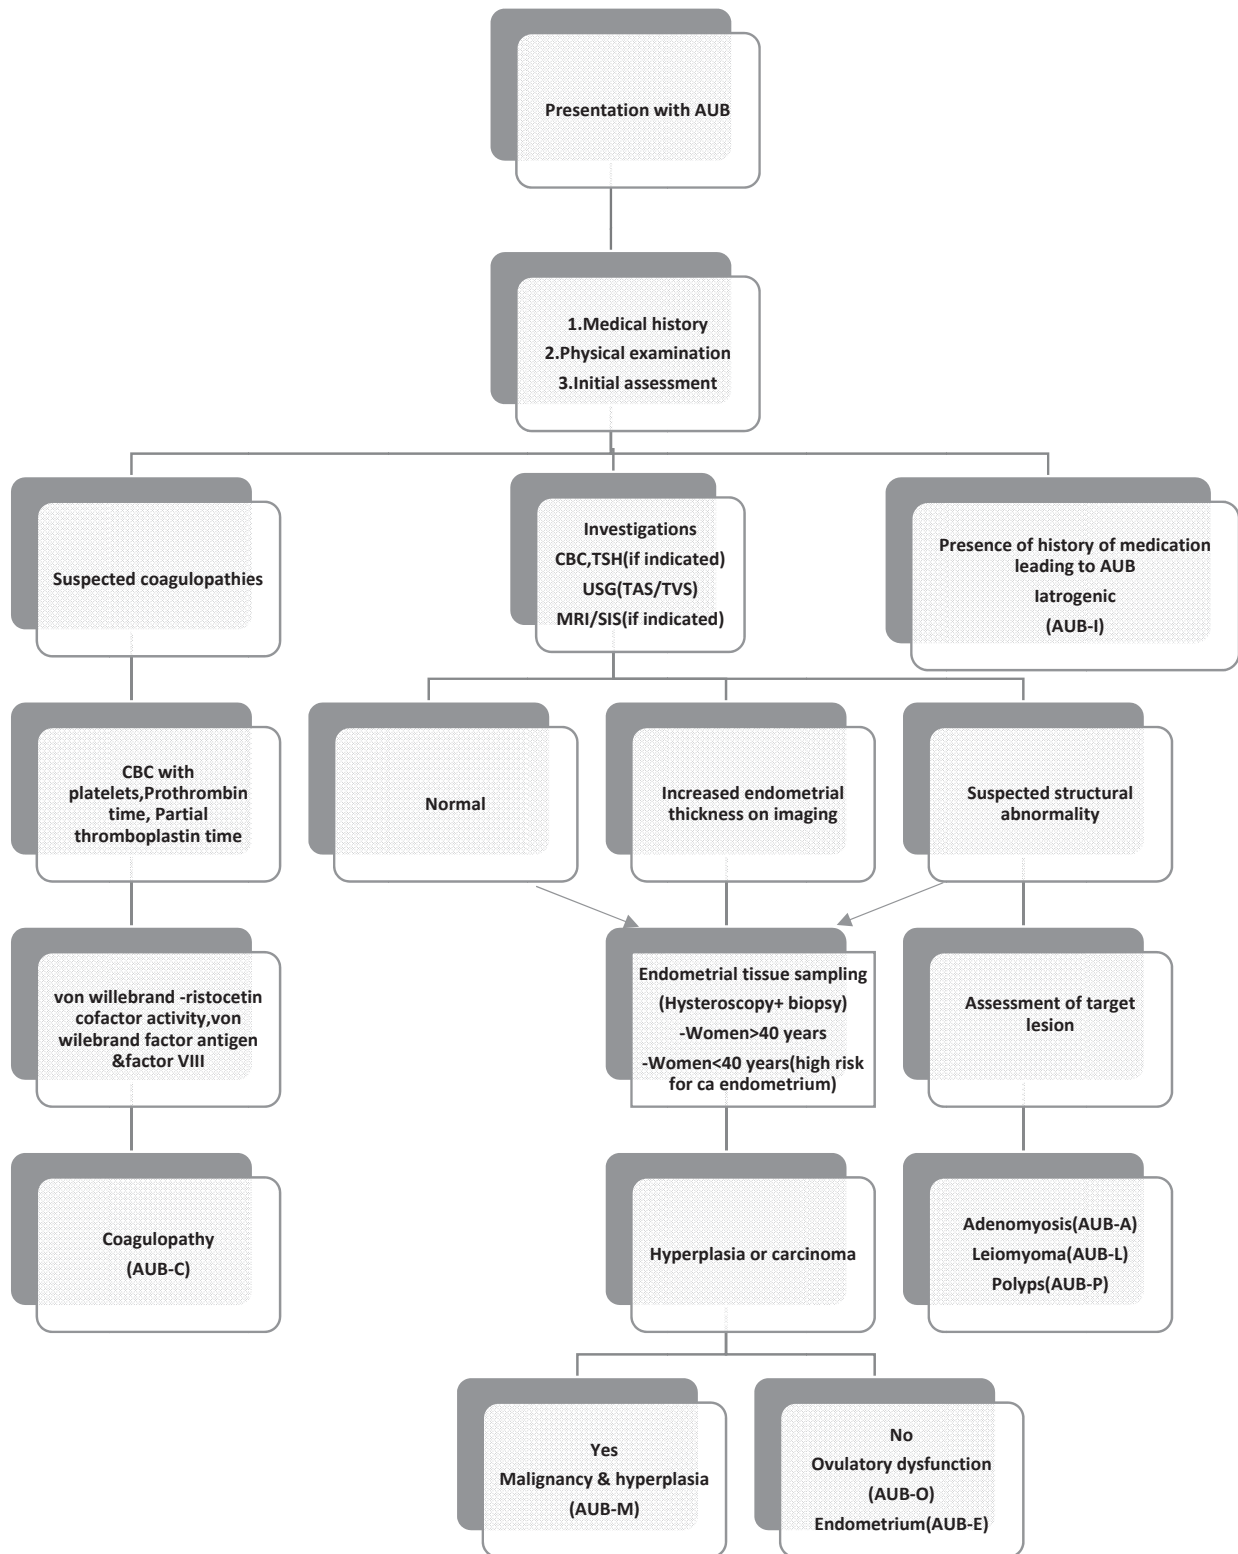 Presentation with AUB
1.Medical history
2.Physical examination
3.Initial assessment
Suspected coagulopathies
Investigations
CBC,TSH(if indicated)
USG(TAS/TVS)
MRI/SIS(if indicated)
Presence of history of medication
leading to AUB
Iatrogenic
(AUB-I)
CBC with
platelets,Prothrombin
time, Partial
thromboplastin time
Normal
Increased endometrial
thickness on imaging
Suspected structural
abnormality
von willebrand -ristocetin
cofactor activity,von
wilebrand factor antigen
&factor VIII
Endometrial tissue sampling
(Hysteroscopy+ biopsy)
-Women>40 years
-Women<40 years(high risk
for ca endometrium)
Assessment of target
lesion
Coagulopathy
(AUB-C)
Hyperplasia or carcinoma
Adenomyosis(AUB-A)
Leiomyoma(AUB-L)
Polyps(AUB-P)
Yes
Malignancy & hyperplasia
(AUB-M)
No
Ovulatory dysfunction
(AUB-O)
Endometrium(AUB-E)